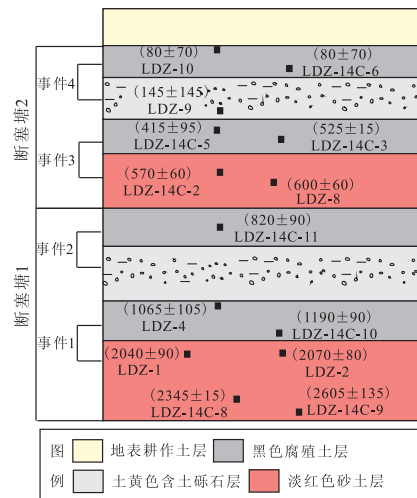 (80±70)
LDZ-10
(80±70)
LDZ-14C-6
事件4
(145±145)
LDZ-9
断塞塘2
(415±95)
LDZ-14C-5
(525±15)
LDZ-14C-3
事件3
(570±60)
LDZ-14C-2
(600±60)
LDZ-8
(820±90)
LDZ-14C-11
事件2
断塞塘1
(1065±105)
LDZ-4
(1190±90)
LDZ-14C-10
事件1
(2040±90)
LDZ-1
(2070±80)
LDZ-2
(2345±15)
LDZ-14C-8
(2605±135)
LDZ-14C-9
图 地表耕作土层 黑色腐殖土层
例 土黄色含土砾石层 淡红色砂土层